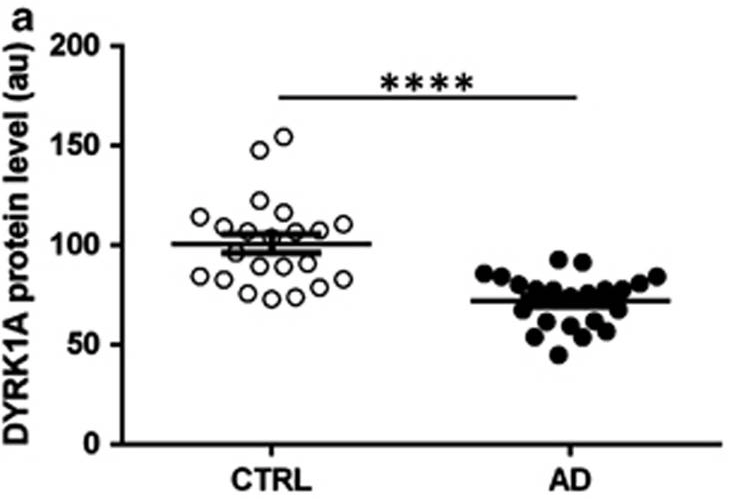 a
DYRK1A protein level (au)
200
150
100
50
0
****
CTRL
AD